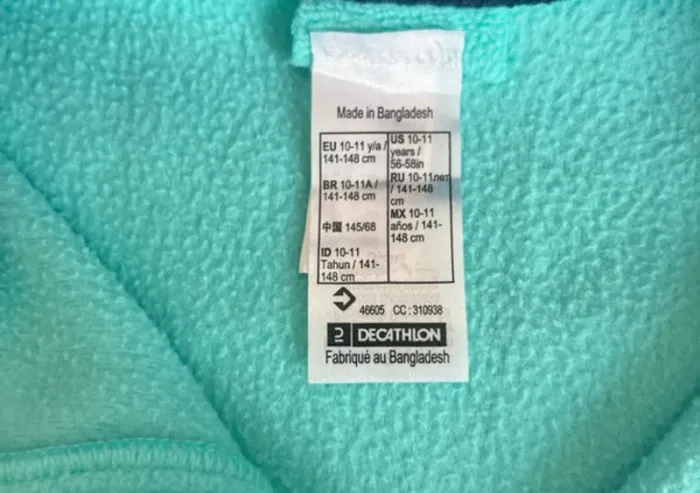 Made in Bangladesh
EU 10-11 y/a /
141-148 cm
BR 10-11A /
141-148 cm
中国 145/68
ID 10-11
Tahun / 141-
148 cm
US 10-11
years /
56-58in
RU 10-11лет
/ 141-148
cm
MX 10-11
años / 141-
148 cm
46605 CC : 310938
DECATHLON
Fabriqué au Bangladesh